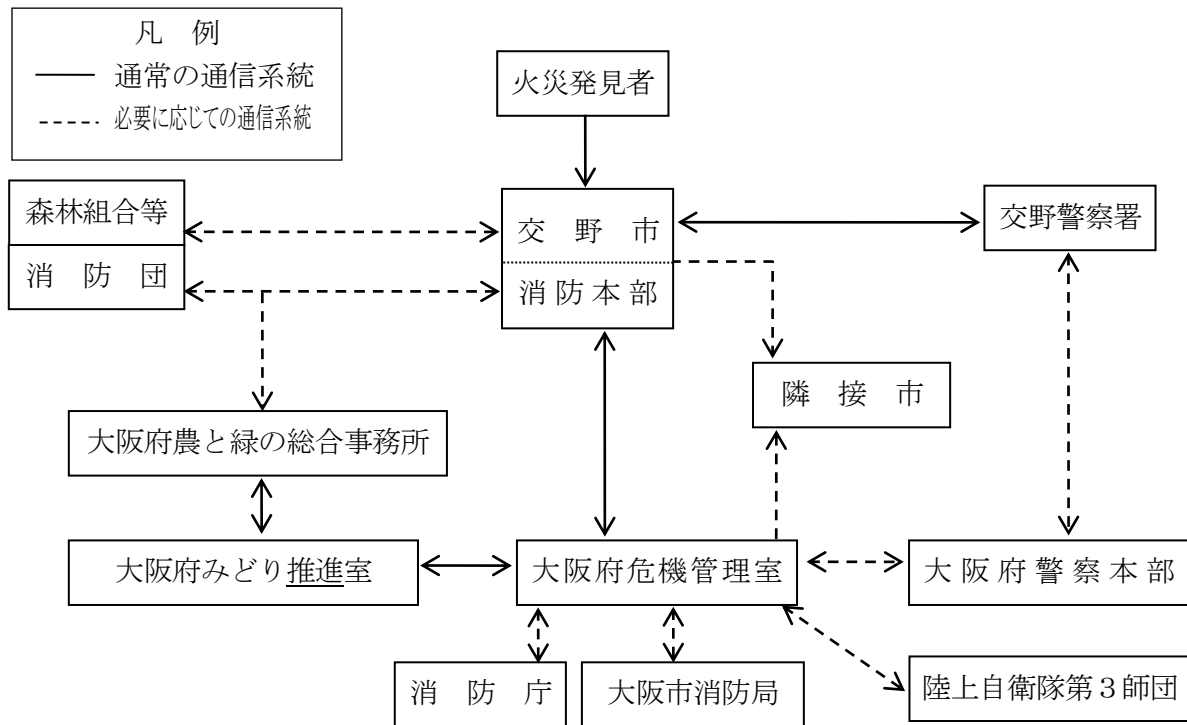 凡 例
通常の通信系統
必要に応じての通信系統
火災発見者
森林組合等
消 防 団
交 野 市
消防本部
交野警察署
隣 接 市
大阪府農と緑の総合事務所
大阪府みどり推進室
大阪府危機管理室
大阪府警察本部
消 防 庁
大阪市消防局
陸上自衛隊第３師団